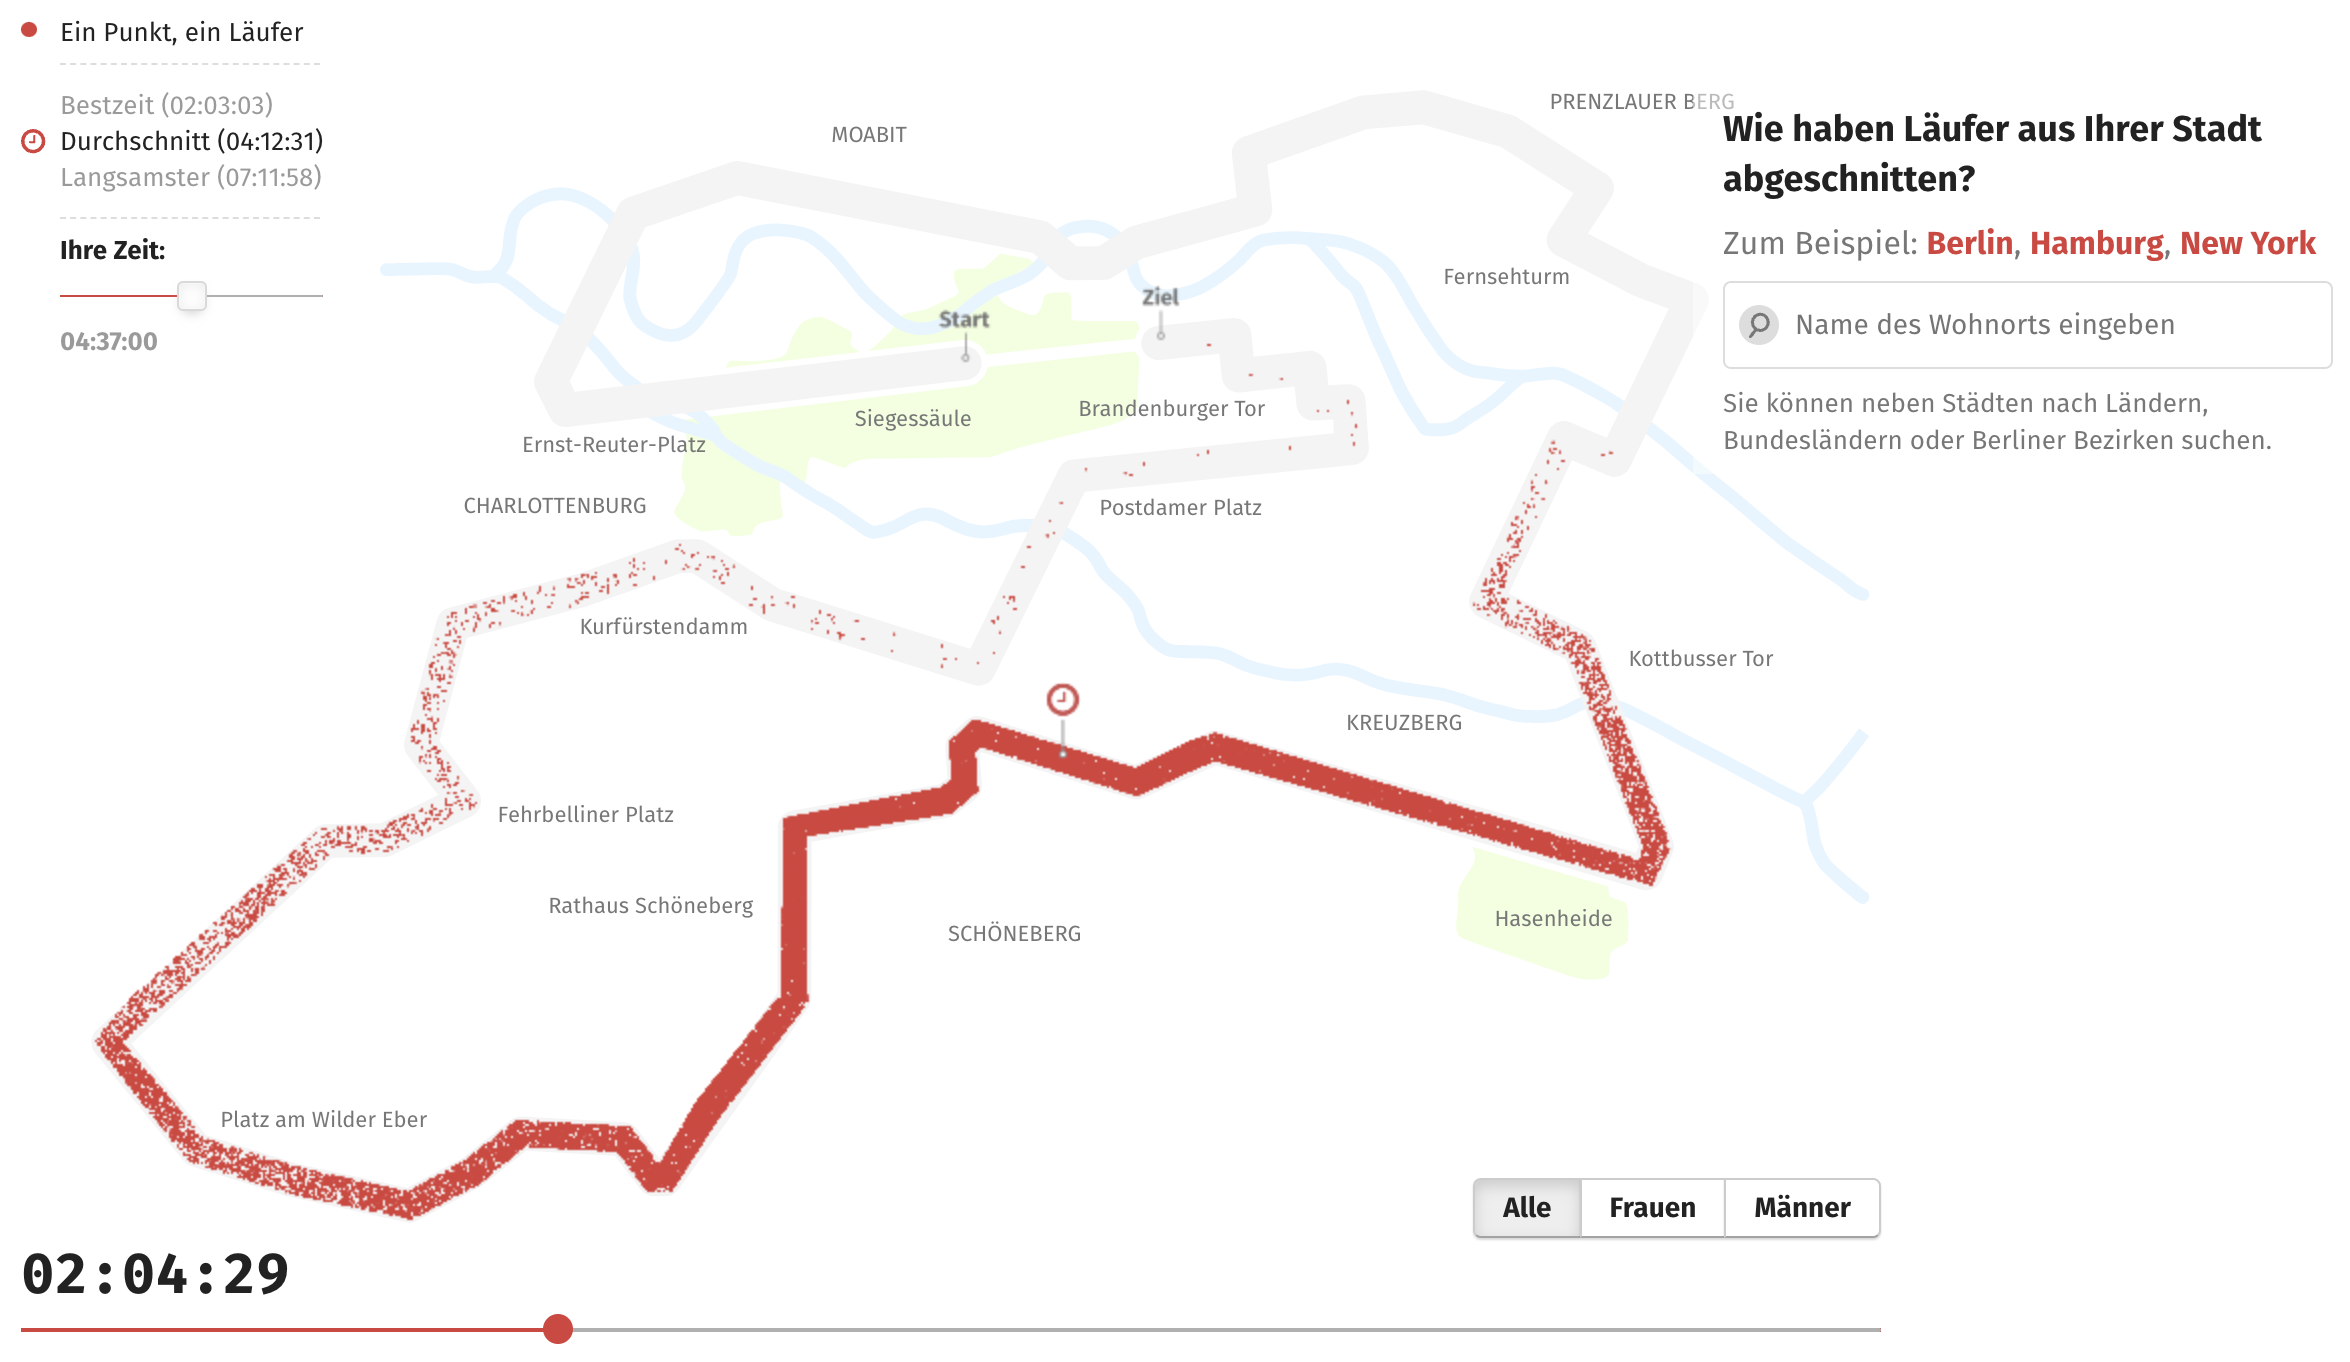 Ein Punkt, ein Läufer
Bestzeit (02:03:03)
Durchschnitt (04:12:31)
Langsamster (07:11:58)
Ihre Zeit:
04:37:00
PRENZLAUER BERG
MOABIT
Fernsehturm
Ziel
Start
Siegessäule
Brandenburger Tor
Ernst-Reuter-Platz
CHARLOTTENBURG
Postdamer Platz
Kurfürstendamm
Kottbusser Tor
KREUZBERG
Fehrbelliner Platz
Rathaus Schöneberg
SCHÖNEBERG
Hasenheide
Platz am Wilder Eber
Wie haben Läufer aus Ihrer Stadt
abgeschnitten?
Zum Beispiel: Berlin, Hamburg, New York
Name des Wohnorts eingeben
Sie können neben Städten nach Ländern,
Bundesländern oder Berliner Bezirken suchen.
Alle Frauen Männer
02:04:29